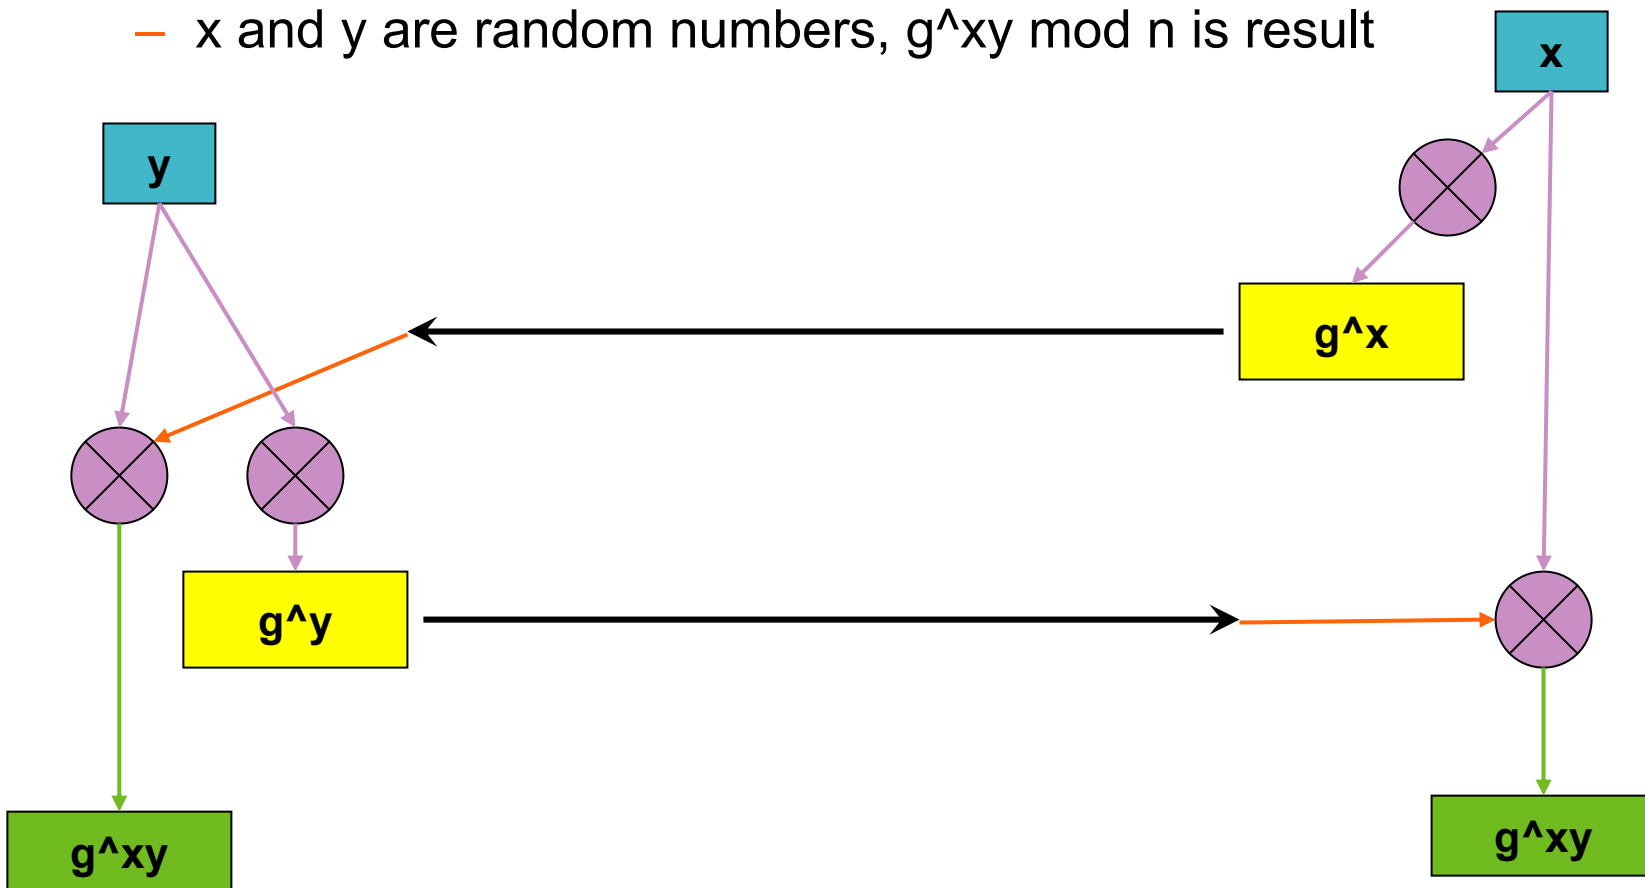 – x and y are random numbers, g^xy mod n is result
x
y
g^x
g^y
g^xy
g^xy